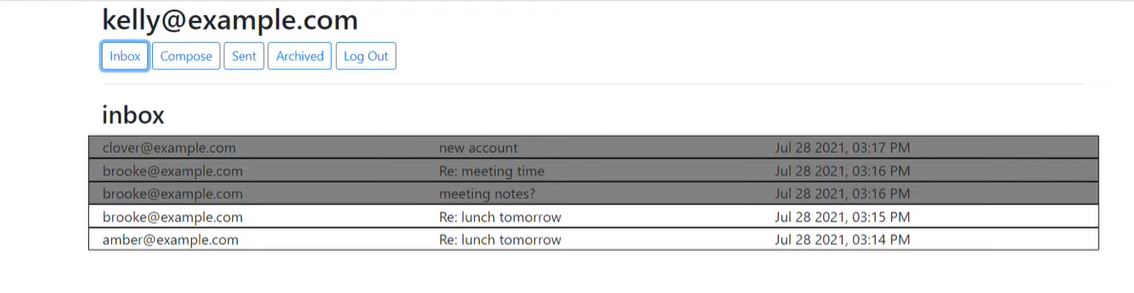 kelly@example.com
Inbox Compose Sent Archived Log Out
inbox
clover@example.com new account Jul 28 2021, 03:17 PM
brooke@example.com Re: meeting time Jul 28 2021, 03:16 PM
brooke@example.com meeting notes? Jul 28 2021, 03:16 PM
brooke@example.com Re: lunch tomorrow Jul 28 2021, 03:15 PM
amber@example.com Re: lunch tomorrow Jul 28 2021, 03:14 PM